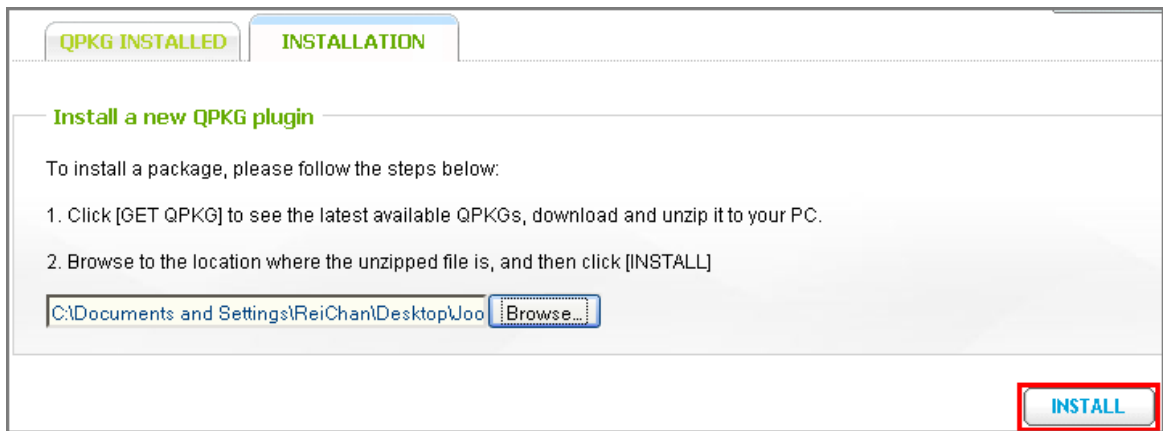 QPKG INSTALLED
INSTALLATION
Install a new QPKG plugin
To install a package, please follow the steps below:
1. Click [GET QPKG] to see the latest available QPKGs, download and unzip it to your PC.
2. Browse to the location where the unzipped file is, and then click [INSTALL]
C:\Documents and Settings\ReiChan\Desktop\Joo Browse...
INSTALL